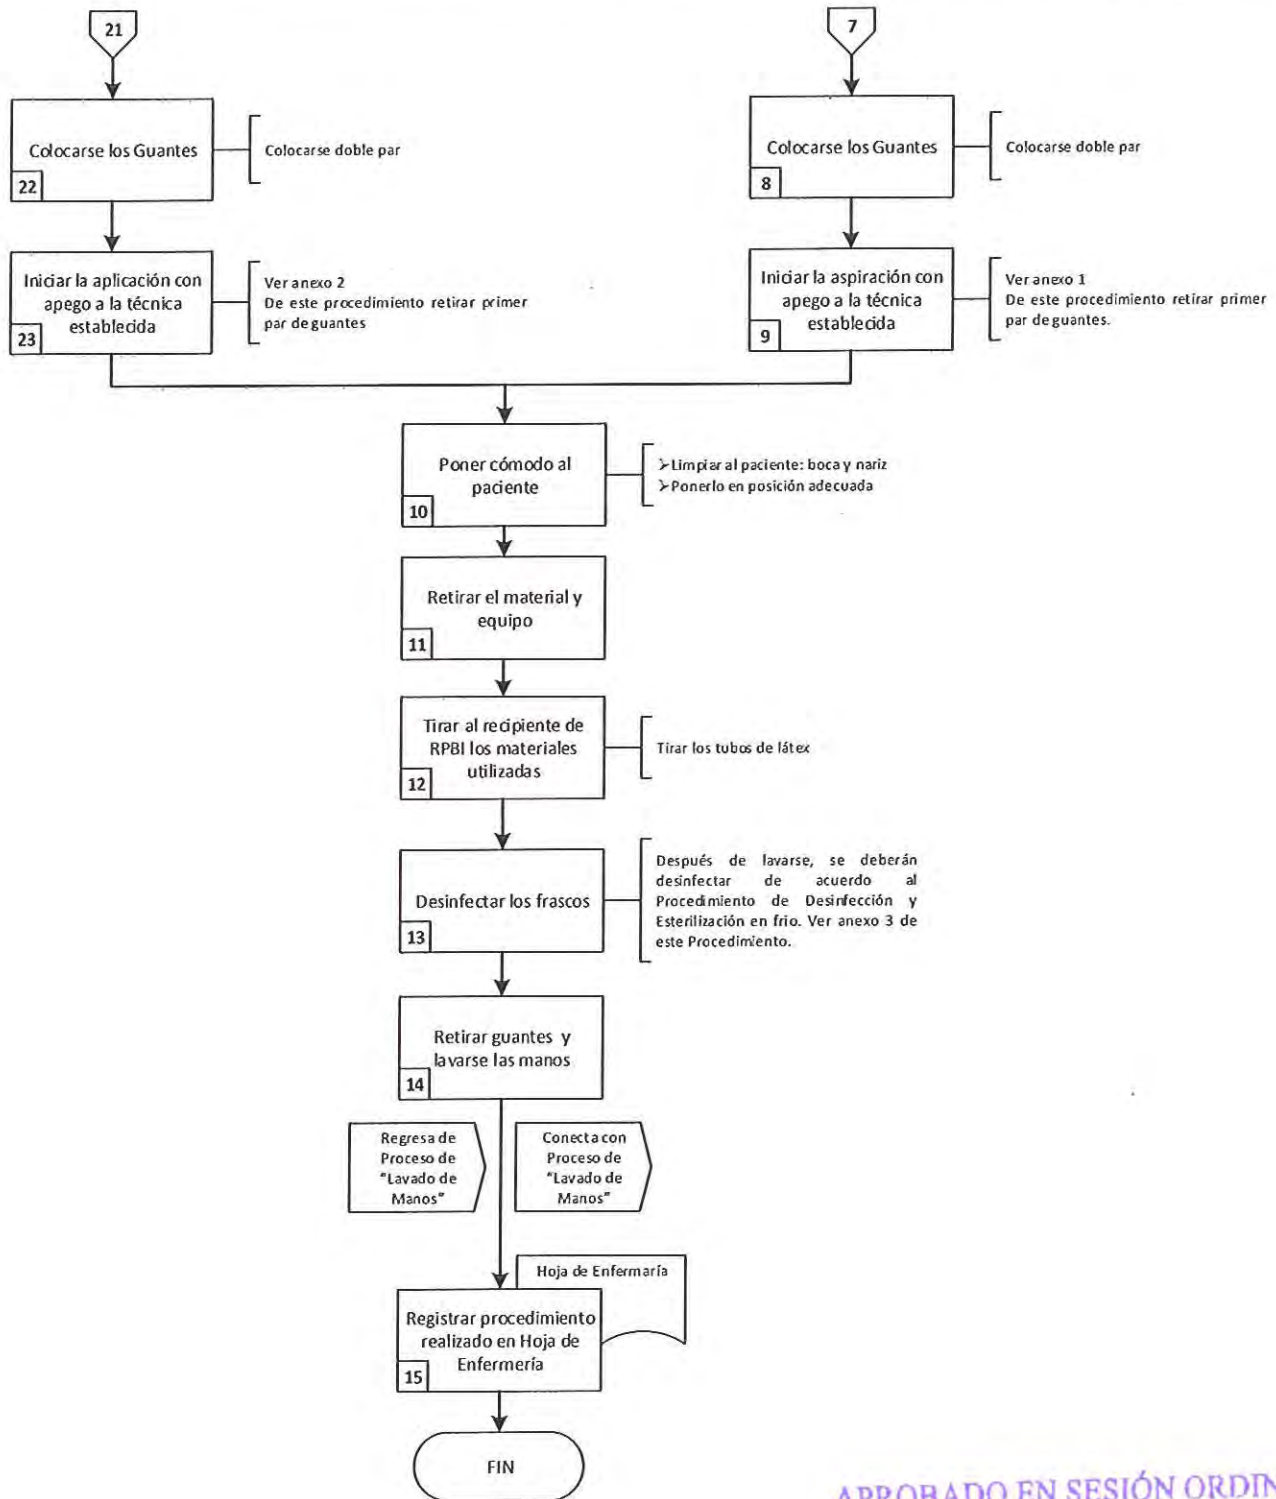 21
7
Colocarse los Guantes
22
Colocarse doble par
Colocarse los Guantes
8
Colocarse doble par
Iniciar la aplicación con
apego a la técnica
establecida
23
Ver anexo 2
De este procedimiento retirar primer
par de guantes
Iniciar la aspiración con
apego a la técnica
establecida
9
Ver anexo 1
De este procedimiento retirar primer
par de guantes.
Poner cómodo al
paciente
10
➢Limpiar al paciente: boca y nariz
➢Ponerlo en posición adecuada
Retirar el material y
equipo
11
Tirar al recipiente de
RPBI los materiales
utilizadas
12
Tirar los tubos de látex
Desinfectar los frascos
13
Después de lavarse, se deberán
desinfectar de acuerdo al
Procedimiento de Desinfección y
Esterilización en frio. Ver anexo 3 de
este Procedimiento.
Retirar guantes y
lavarse las manos
14
Regresa de
Proceso de
"Lavado de
Manos"
Conecta con
Proceso de
"Lavado de
Manos"
Hoja de Enfermaría
Registrar procedimiento
realizado en Hoja de
Enfermería
15
FIN
APROBADO EN SESIÓN ORDIN